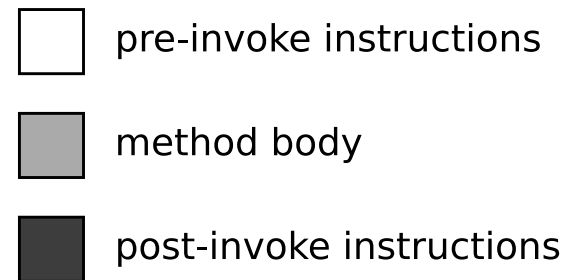 pre-invoke instructions
method body
post-invoke instructions